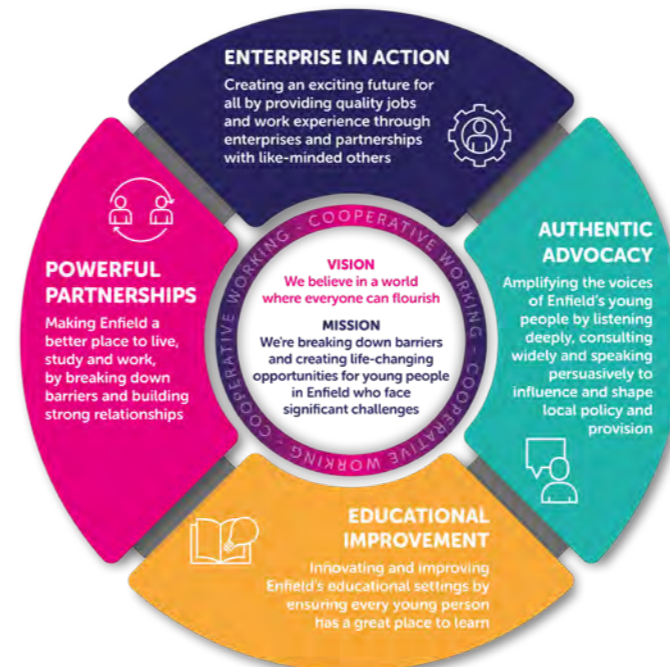 ENTERPRISE IN ACTION
Creating an exciting future for
all by providing quality jobs
and work experience through
enterprises and partnerships
with like-minded others
POWERFUL
PARTNERSHIPS
Making Enfield a
better place to live,
study and work,
by breaking down
barriers and building
strong relationships
COOPERATIVE WORKING - COOPERATIVE WORKING - COOPERATIVE WORKING -
VISION
We believe in a world
where everyone can flourish
MISSION
We're breaking down barriers
and creating life-changing
opportunities for young people
in Enfield who face
significant challenges
AUTHENTIC
ADVOCACY
Amplifying the voices
of Enfield's young
people by listening
deeply, consulting
widely and speaking
persuasively to
influence and shape
local policy and
provision
EDUCATIONAL
IMPROVEMENT
Innovating and improving
Enfield's educational settings by
ensuring every young person
has a great place to learn